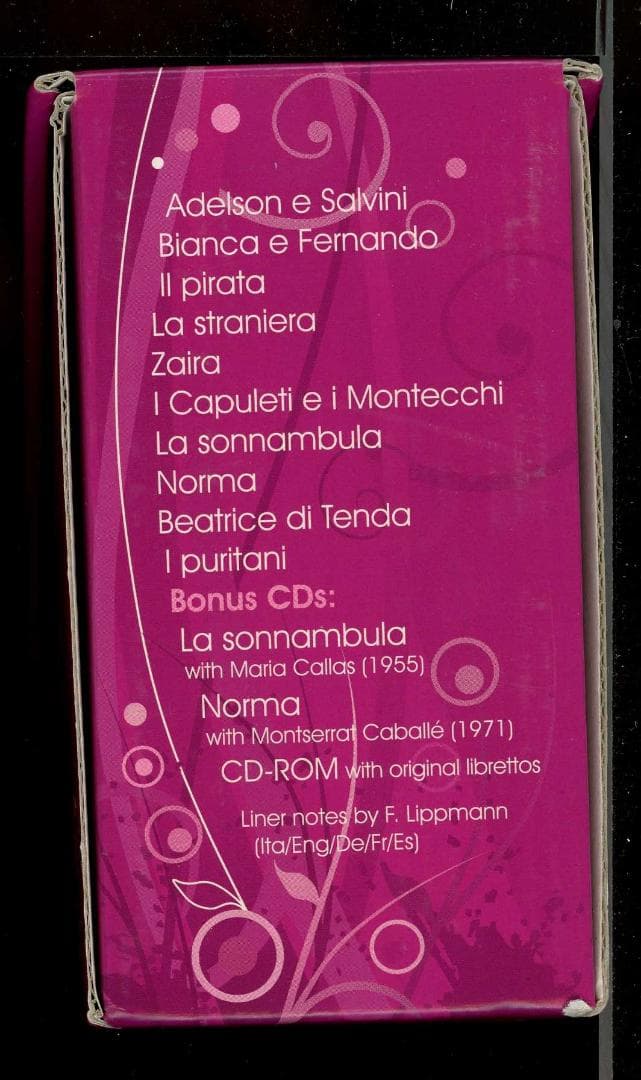 Adelson e Salvini
Bianca e Fernando
Il pirata
La straniera
Zaira
I Capuleti e i Montecchi
La sonnambula
Norma
Beatrice di Tenda
I puritani
Bonus CDs:
La sonnambula
with Maria Callas (1955)
Norma
with Montserrat Caballé (1971)
CD-ROM with original librettos
Liner notes by F. Lippmann
(Ita/Eng/De/Fr/Es)